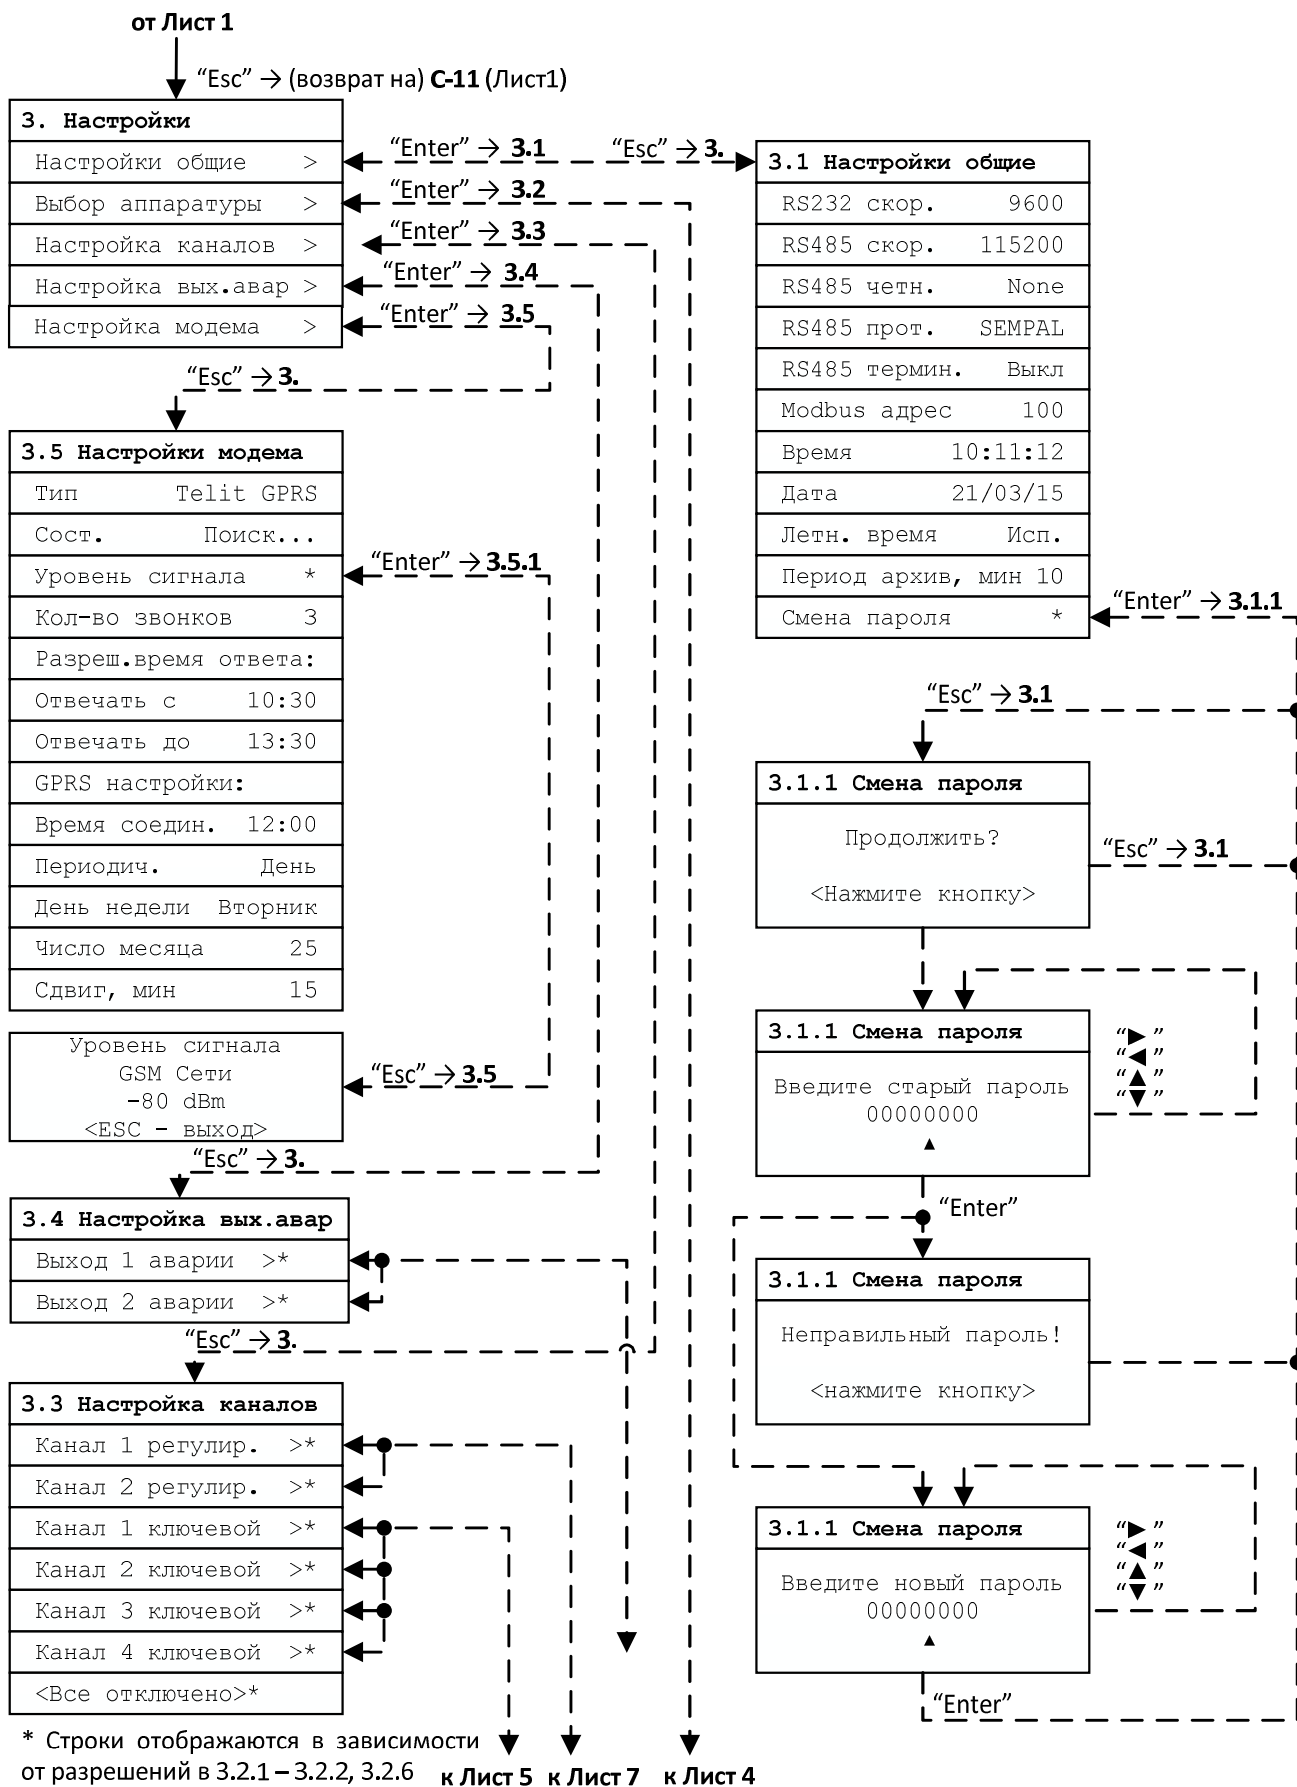 от Лист 1
“Esc” → (возврат на) С-11 (Лист1)
3. Настройки
Настройки общие >
Выбор аппаратуры >
Настройка каналов >
Настройка вых.авар >
Настройка модема >
“Enter” → 3.1
“Esc” → 3.
“Enter” → 3.2
“Enter” → 3.3
“Enter” → 3.4
“Enter” → 3.5
“Esc” → 3.
3.1 Настройки общие
RS232 скор. 9600
RS485 скор. 115200
RS485 четн. None
RS485 прот. SEMPAL
RS485 термин. Выкл
Modbus адрес 100
Время 10:11:12
Дата 21/03/15
Летн. время Исп.
Период архив, мин 10
Смена пароля *
“Enter” → 3.1.1
3.5 Настройки модема
Тип Telit GPRS
Сост. Поиск...
Уровень сигнала *
Кол-во звонков 3
Разреш.время ответа:
Отвечать с 10:30
Отвечать до 13:30
GPRS настройки:
Время соедин. 12:00
Периодич. День
День недели Вторник
Число месяца 25
Сдвиг, мин 15
“Enter” → 3.5.1
Уровень сигнала
GSM Сети
-80 dBm
<ESC - выход>
“Esc” → 3.5
“Esc” → 3.
3.4 Настройка вых.авар
Выход 1 аварии >*
Выход 2 аварии >*
“Esc” → 3.
3.3 Настройка каналов
Канал 1 регулир. >*
Канал 2 регулир. >*
Канал 1 ключевой >*
Канал 2 ключевой >*
Канал 3 ключевой >*
Канал 4 ключевой >*
<Все отключено>*
“Esc” → 3.1
3.1.1 Смена пароля
Продолжить?
<Нажмите кнопку>
“Esc” → 3.1
3.1.1 Смена пароля
Введите старый пароль
00000000
▲
“▶”
“◀”
“▲”
“▼”
“Enter”
3.1.1 Смена пароля
Неправильный пароль!
<нажмите кнопку>
3.1.1 Смена пароля
Введите новый пароль
00000000
▲
“▶”
“◀”
“▲”
“▼”
“Enter”
* Строки отображаются в зависимости
от разрешений в 3.2.1 – 3.2.2, 3.2.6
к Лист 5
к Лист 7
к Лист 4